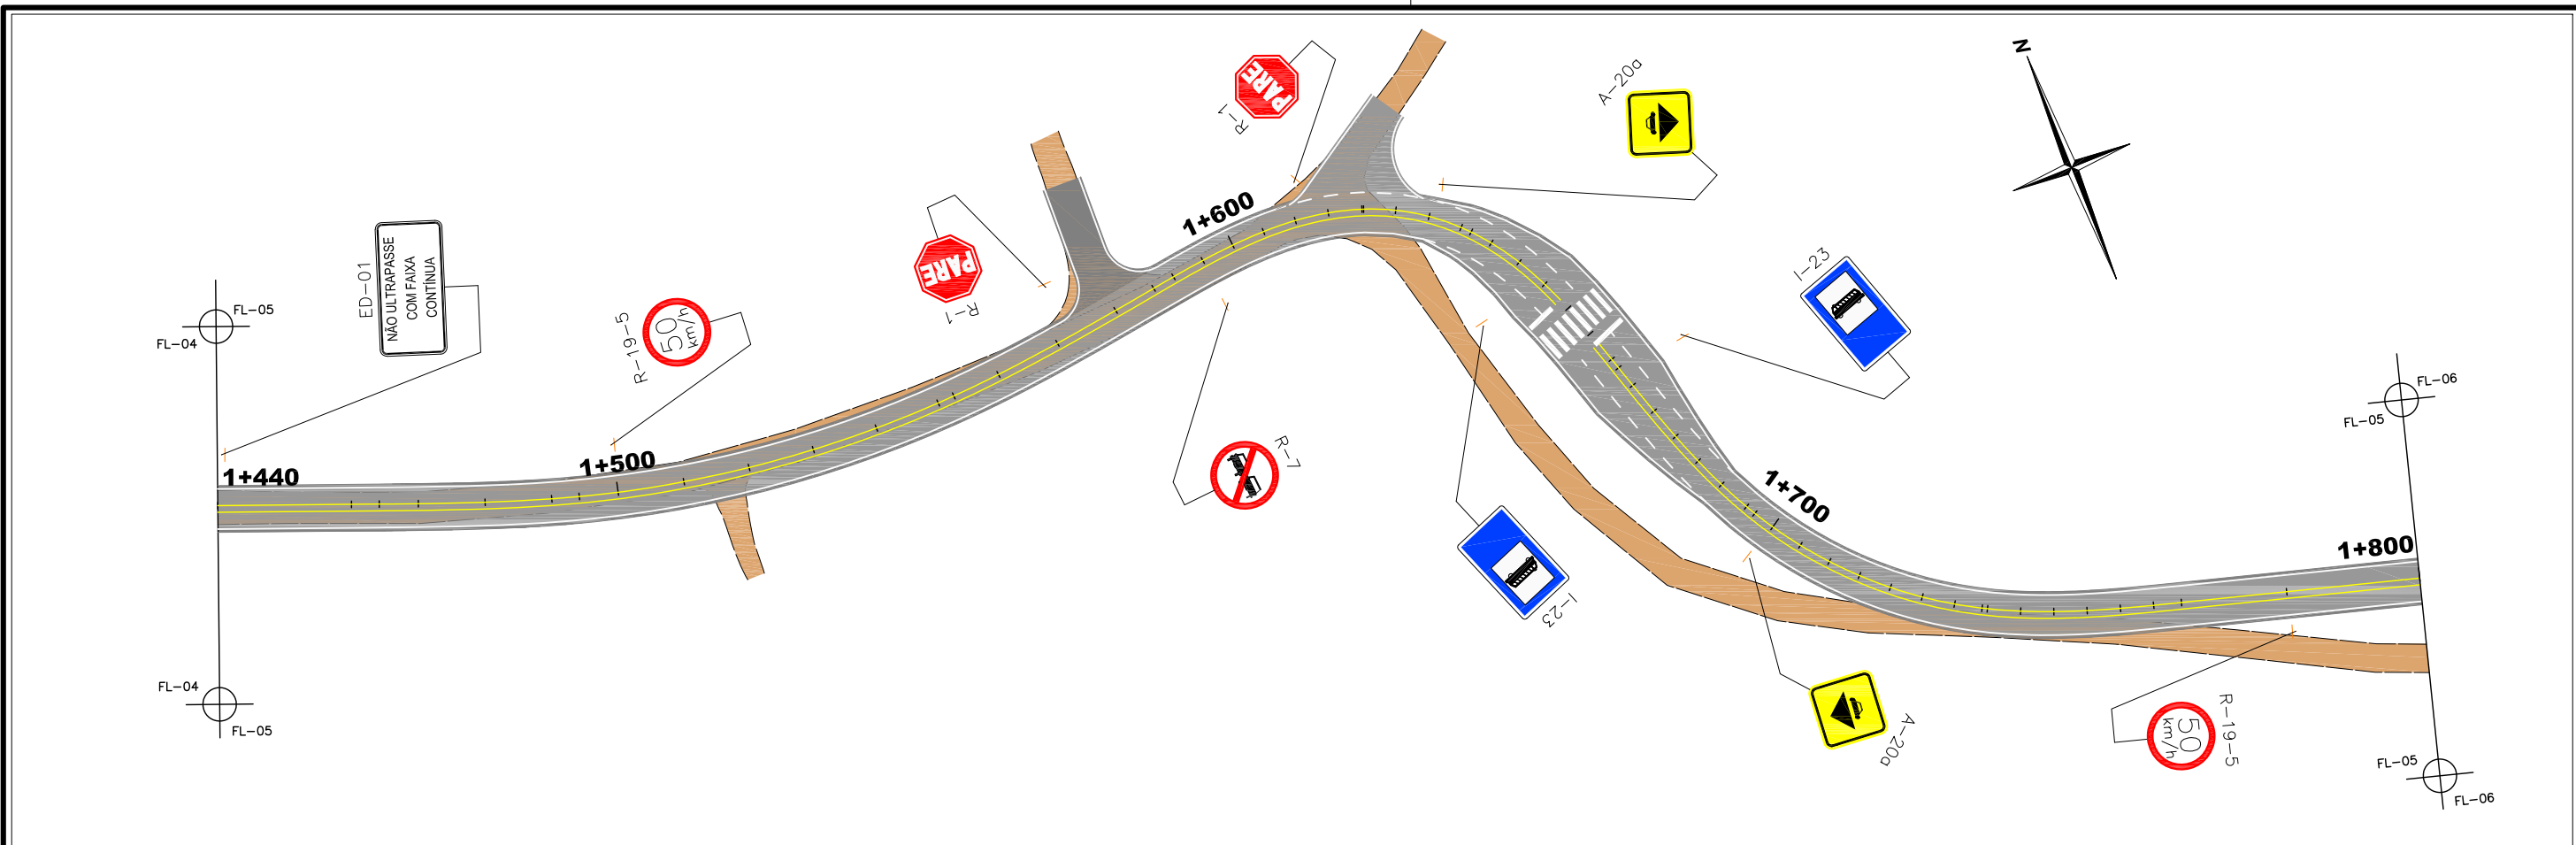 N
A-20a
PARE
R-1
I-23
1+600
PARE
R-1
ED-01
NÃO ULTRAPASSE
COM FAIXA
CONTÍNUA
R-19-5
50
km/h
FL-05
FL-04
1+440
1+500
R-7
I-23
1+700
FL-06
FL-05
1+800
A-20a
R-19-5
50
km/h
FL-04
FL-05
FL-05
FL-06